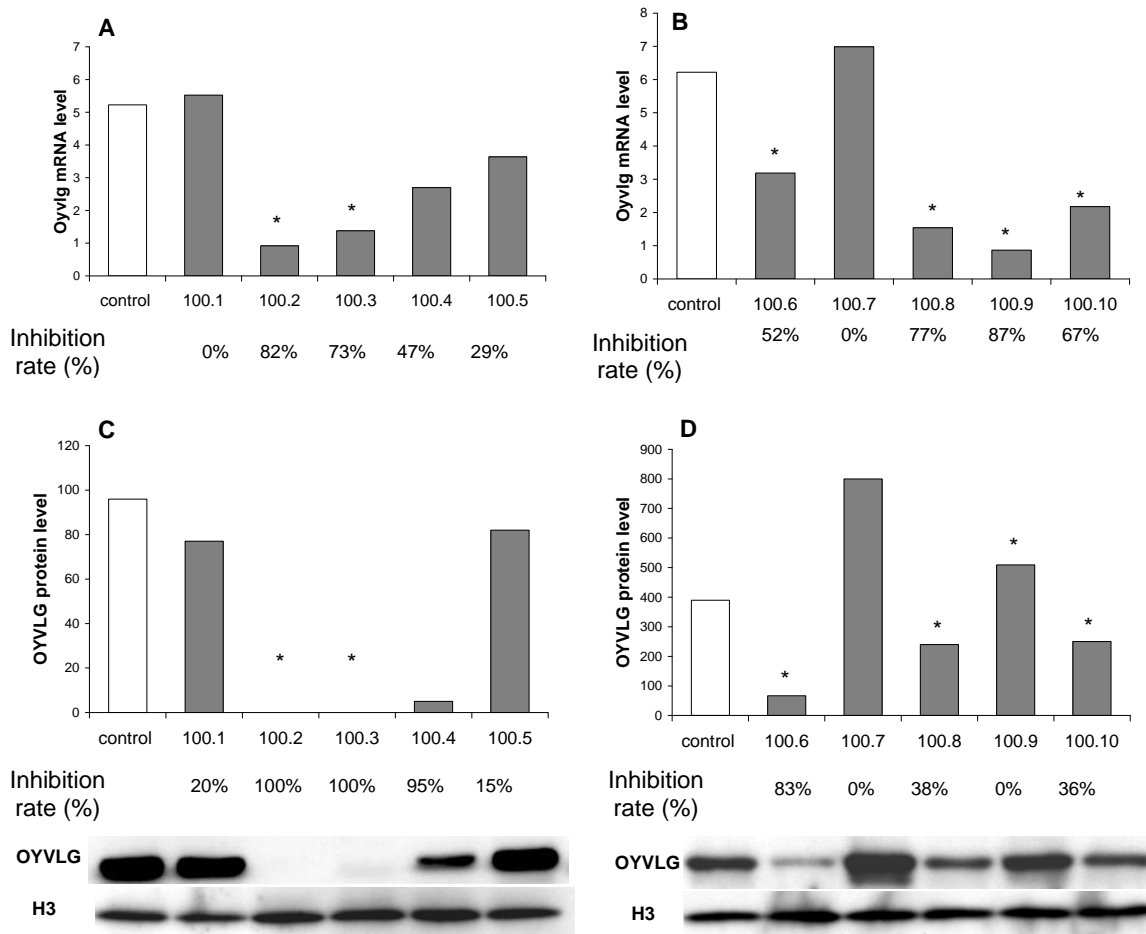 A
Oyvlg mRNA level
7
6
5
4
3
2
1
0
*
*
control 100.1 100.2 100.3 100.4 100.5
Inhibition
rate (%)
0% 82% 73% 47% 29%
B
Oyvlg mRNA level
8
7
6
5
4
3
2
1
0
*
*
*
*
control 100.6 100.7 100.8 100.9 100.10
Inhibition
rate (%)
52% 0% 77% 87% 67%
C
OYVLG protein level
120
100
80
60
40
20
0
* *
control 100.1 100.2 100.3 100.4 100.5
Inhibition
rate (%)
20% 100% 100% 95% 15%
OYVLG
H3
D
OYVLG protein level
900
800
700
600
500
400
300
200
100
0
*
*
*
*
control 100.6 100.7 100.8 100.9 100.10
Inhibition
rate (%)
83% 0% 38% 0% 36%
OYVLG
H3